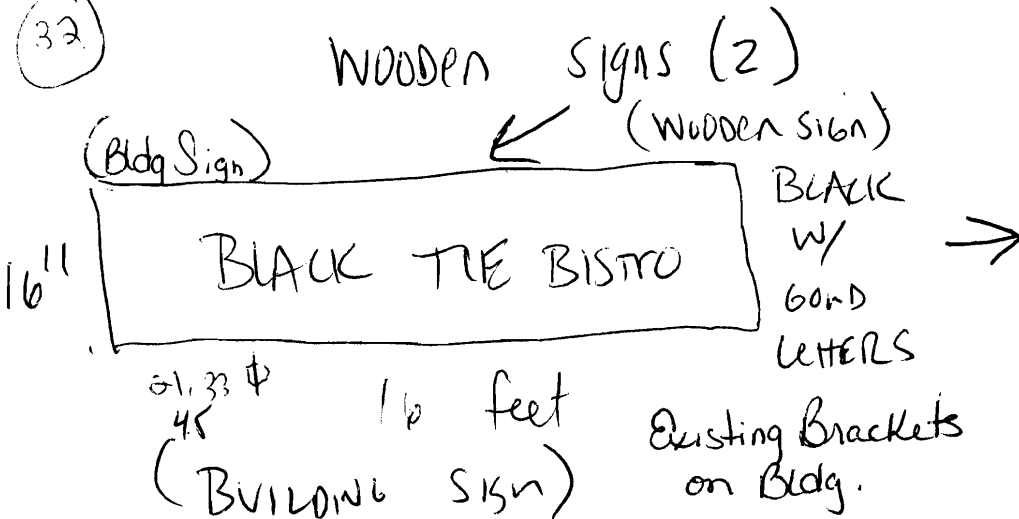 32
WOODEN SIGNS (2)
(WOODEN SIGN)
(Bldg Sign)
BLACK
W/
GOLD
LETTERS
16"
BLACK TIE BISTRO
16 feet
(BUILDING SIGN)
Existing Brackets
on Bldg.